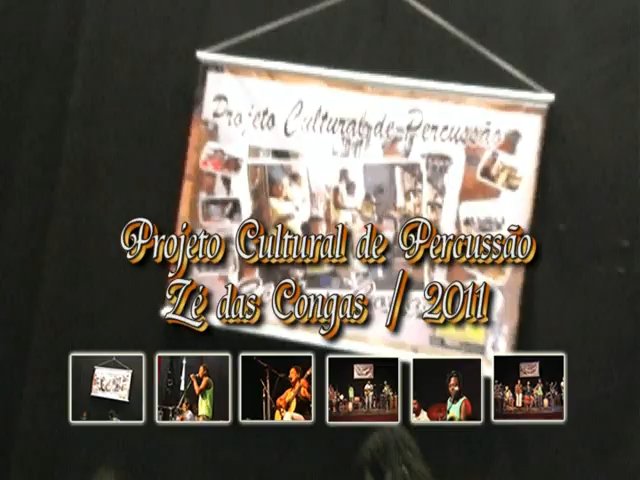 Projeto Cultural de Percussão
Projeto Cultural de Percussão
Zé das Congas / 2011